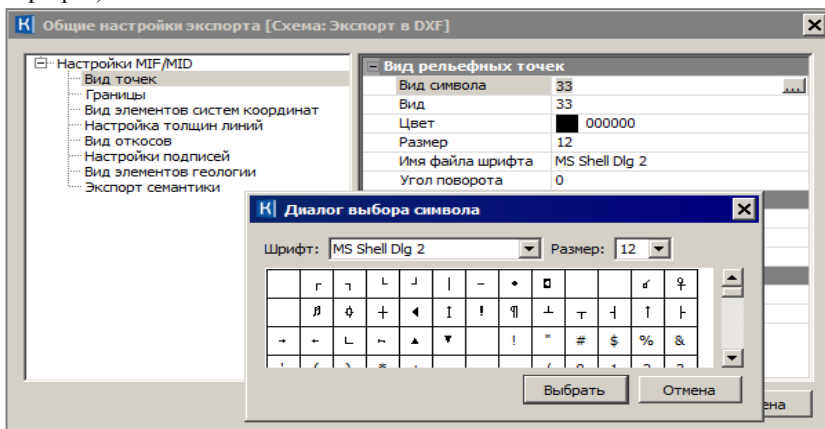 Общие настройки экспорта [Схема: Экспорт в DXF]
Настройки MIF/MID
Вид точек
Границы
Вид элементов систем координат
Настройка толщин линий
Вид откосов
Настройки подписей
Вид элементов геологии
Экспорт семантики
Вид рельефных точек
Вид символа 33 ...
Вид 33
Цвет 000000
Размер 12
Имя файла шрифта MS Shell Dlg 2
Угол поворота 0
Диалог выбора символа
Шрифт: MS Shell Dlg 2 Размер: 12
┌ ┐ └ ┘ | – • ◘ ♂ ♀
♫ ☼ ┼ ◄ ↕ ! ¶ ┴ ┬ ┤ ↑ ├
→ ← ∟ ▲ ▼ ! " # $ % &
Выбрать Отмена
ена